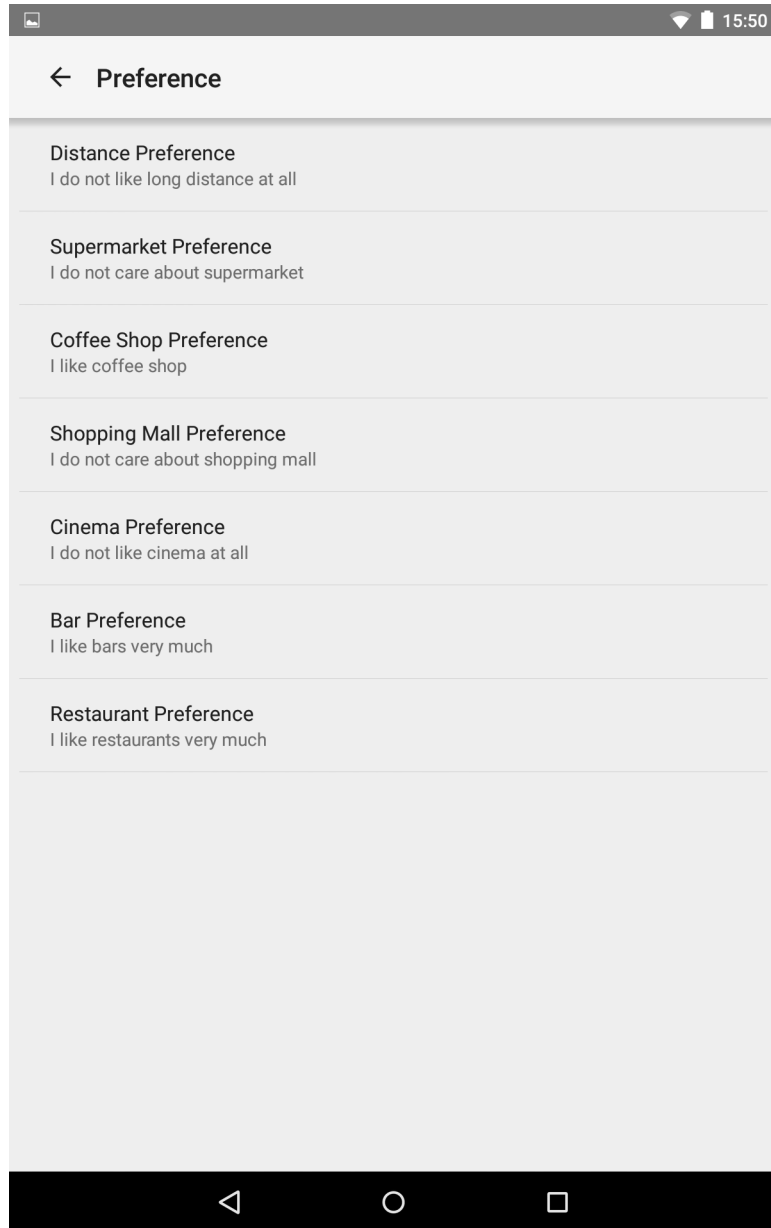 15:50
Preference
Distance Preference
I do not like long distance at all
Supermarket Preference
I do not care about supermarket
Coffee Shop Preference
I like coffee shop
Shopping Mall Preference
I do not care about shopping mall
Cinema Preference
I do not like cinema at all
Bar Preference
I like bars very much
Restaurant Preference
I like restaurants very much